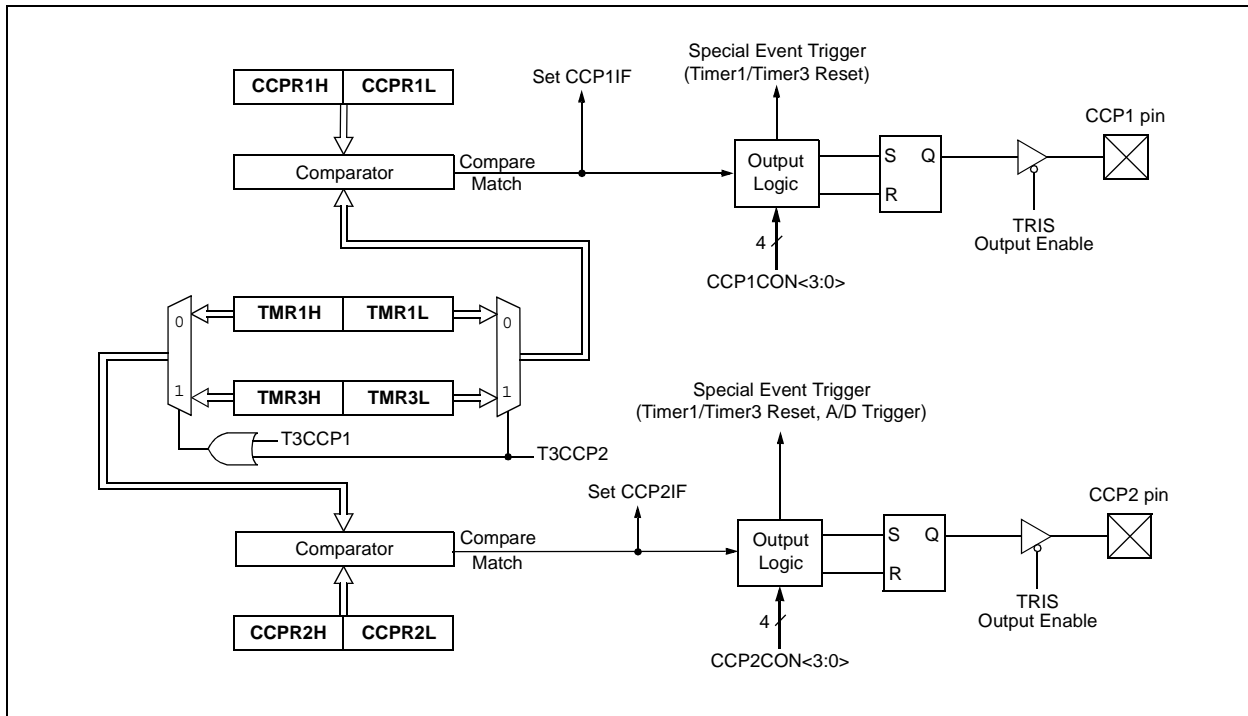 CCPR1H CCPR1L
Comparator
Compare
Match
Set CCP1IF
Special Event Trigger
(Timer1/Timer3 Reset)
Output
Logic
4
CCP1CON<3:0>
S Q
R
TRIS
Output Enable
CCP1 pin
0
TMR1H TMR1L
0
1
TMR3H TMR3L
1
T3CCP1
T3CCP2
Comparator
Compare
Match
Set CCP2IF
Special Event Trigger
(Timer1/Timer3 Reset, A/D Trigger)
Output
Logic
4
CCP2CON<3:0>
S Q
R
TRIS
Output Enable
CCP2 pin
CCPR2H CCPR2L